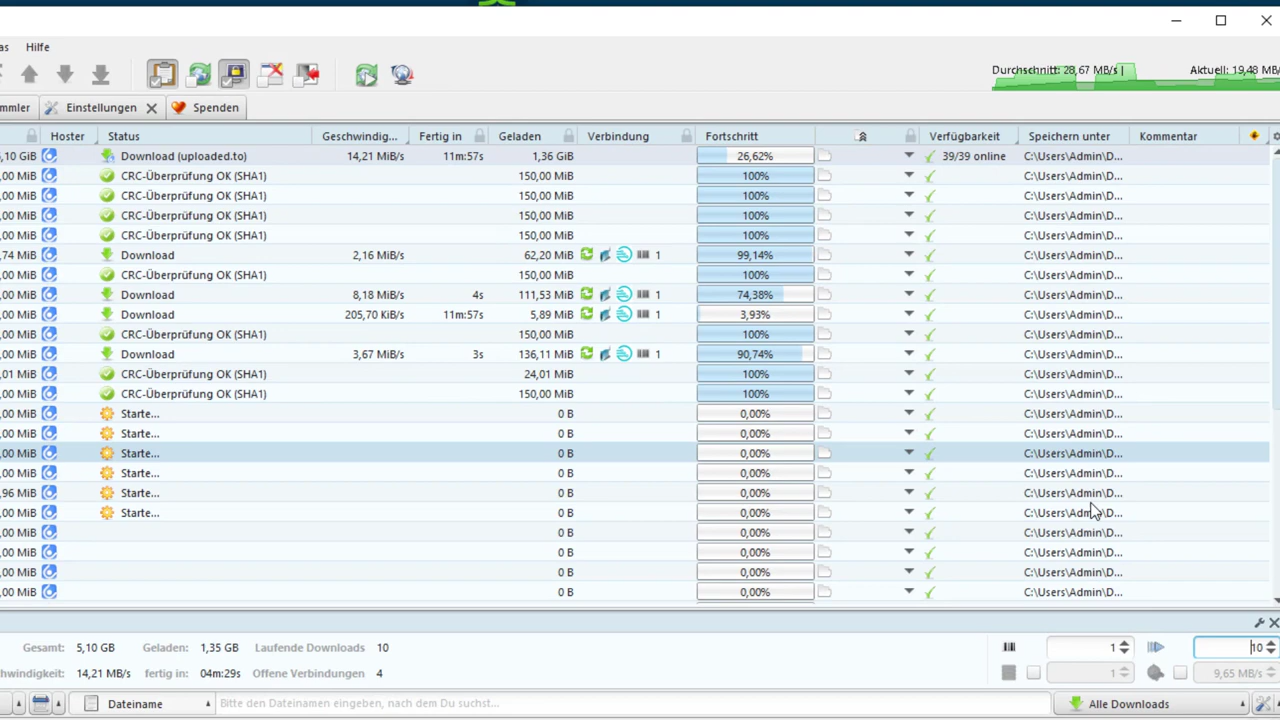 as Hilfe
Durchschnitt: 28,67 MB/s | Aktuell: 19,48 MB/s
mmler Einstellungen Spenden
Hoster Status Geschwindig... Fertig in Geladen Verbindung Fortschritt Verfügbarkeit Speichern unter Kommentar
,10 GiB Download (uploaded.to) 14,21 MiB/s 11m:57s 1,36 GiB 26,62% 39/39 online C:\Users\Admin\D...
,00 MiB CRC-Überprüfung OK (SHA1) 150,00 MiB 100% C:\Users\Admin\D...
,00 MiB CRC-Überprüfung OK (SHA1) 150,00 MiB 100% C:\Users\Admin\D...
,00 MiB CRC-Überprüfung OK (SHA1) 150,00 MiB 100% C:\Users\Admin\D...
,00 MiB CRC-Überprüfung OK (SHA1) 150,00 MiB 100% C:\Users\Admin\D...
,74 MiB Download 2,16 MiB/s 62,20 MiB 1 99,14% C:\Users\Admin\D...
,00 MiB CRC-Überprüfung OK (SHA1) 150,00 MiB 100% C:\Users\Admin\D...
,00 MiB Download 8,18 MiB/s 4s 111,53 MiB 1 74,38% C:\Users\Admin\D...
,00 MiB Download 205,70 KiB/s 11m:57s 5,89 MiB 1 3,93% C:\Users\Admin\D...
,00 MiB CRC-Überprüfung OK (SHA1) 150,00 MiB 100% C:\Users\Admin\D...
,00 MiB Download 3,67 MiB/s 3s 136,11 MiB 1 90,74% C:\Users\Admin\D...
,01 MiB CRC-Überprüfung OK (SHA1) 24,01 MiB 100% C:\Users\Admin\D...
,00 MiB CRC-Überprüfung OK (SHA1) 150,00 MiB 100% C:\Users\Admin\D...
,00 MiB Starte... 0 B 0,00% C:\Users\Admin\D...
,00 MiB Starte... 0 B 0,00% C:\Users\Admin\D...
,00 MiB Starte... 0 B 0,00% C:\Users\Admin\D...
,00 MiB Starte... 0 B 0,00% C:\Users\Admin\D...
,96 MiB Starte... 0 B 0,00% C:\Users\Admin\D...
,00 MiB Starte... 0 B 0,00% C:\Users\Admin\D...
,00 MiB 0 B 0,00% C:\Users\Admin\D...
,00 MiB 0 B 0,00% C:\Users\Admin\D...
,00 MiB 0 B 0,00% C:\Users\Admin\D...
,00 MiB 0 B 0,00% C:\Users\Admin\D...
Gesamt: 5,10 GB Geladen: 1,35 GB Laufende Downloads 10 1 10
hwindigkeit: 14,21 MB/s fertig in: 04m:29s Offene Verbindungen 4 1 9,65 MB/s
Dateiname Bitte den Dateinamen eingeben, nach dem Du suchst... Alle Downloads